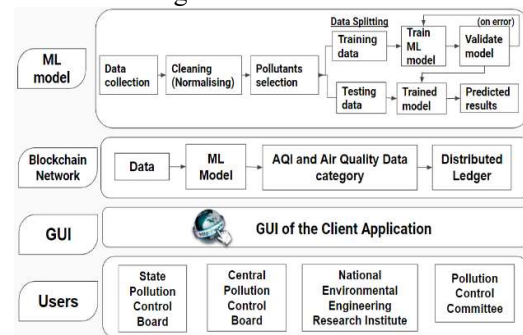 Data Splitting
(on error)
ML
model
Data
collection
Cleaning
(Normalising)
Pollutants
selection
Training
data
Train
ML
model
Validate
model
Testing
data
Trained
model
Predicted
results
Blockchain
Network
Data
ML
Model
AQI and Air Quality Data
category
Distributed
Ledger
GUI
GUI of the Client Application
Users
State
Pollution
Control
Board
Central
Pollution
Control
Board
National
Environmental
Engineering
Research Institute
Pollution
Control
Committee